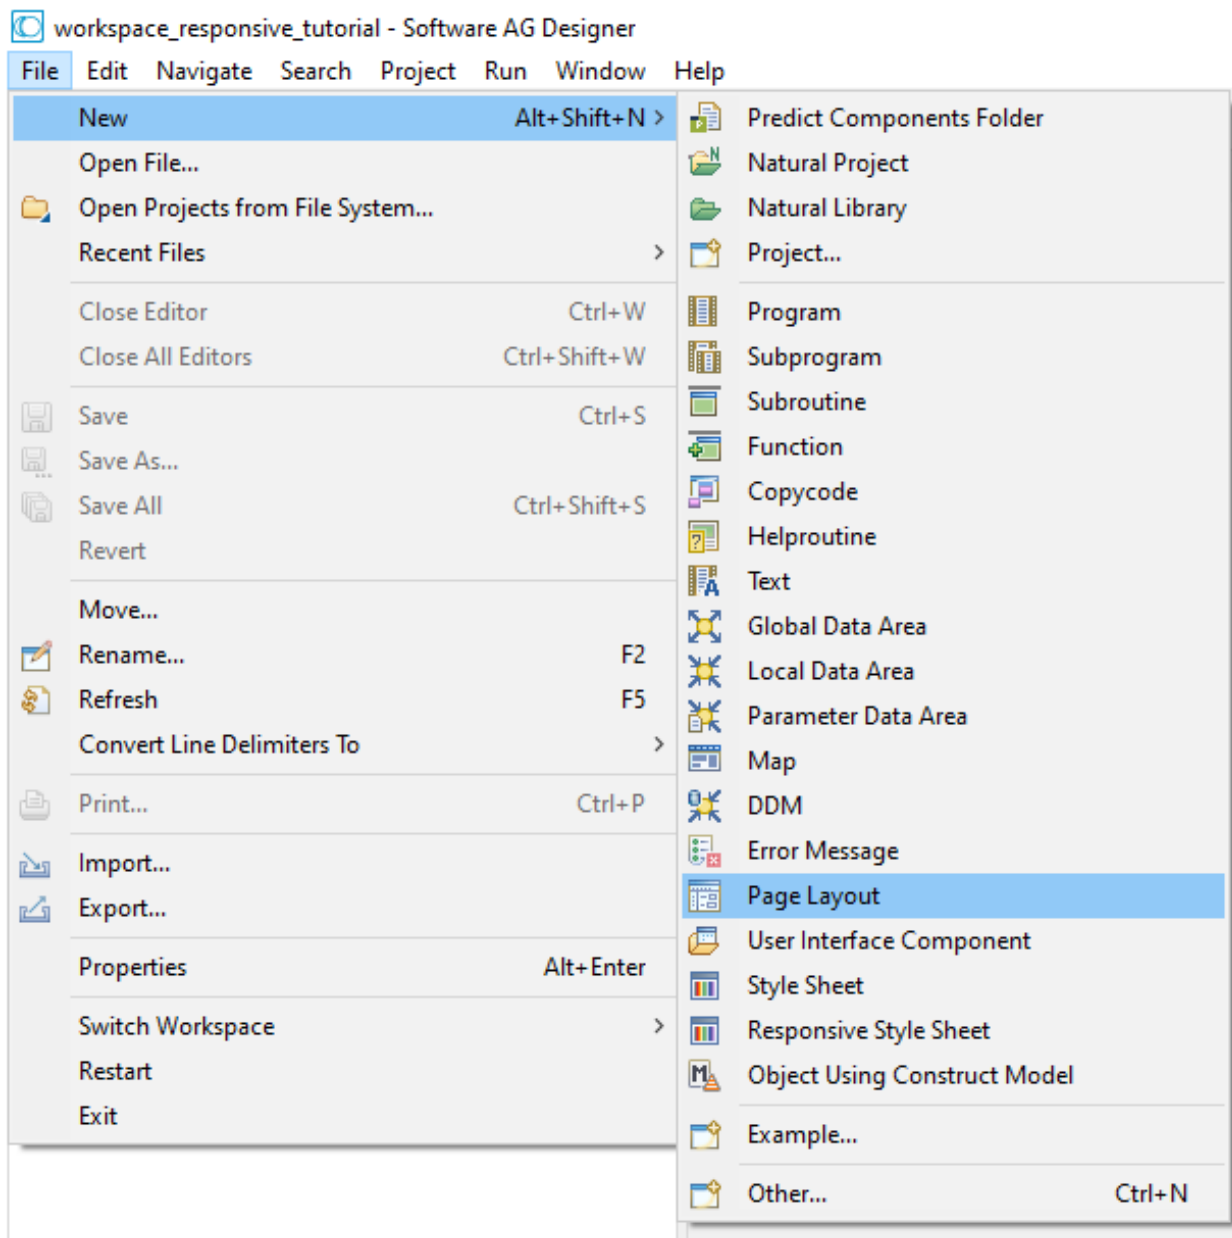 workspace_responsive_tutorial - Software AG Designer
File Edit Navigate Search Project Run Window Help
New Alt+Shift+N >
Open File...
Open Projects from File System...
Recent Files >
Close Editor Ctrl+W
Close All Editors Ctrl+Shift+W
Save Ctrl+S
Save As...
Save All Ctrl+Shift+S
Revert
Move...
Rename... F2
Refresh F5
Convert Line Delimiters To >
Print... Ctrl+P
Import...
Export...
Properties Alt+Enter
Switch Workspace >
Restart
Exit
Predict Components Folder
Natural Project
Natural Library
Project...
Program
Subprogram
Subroutine
Function
Copycode
Helproutine
Text
Global Data Area
Local Data Area
Parameter Data Area
Map
DDM
Error Message
Page Layout
User Interface Component
Style Sheet
Responsive Style Sheet
Object Using Construct Model
Example...
Other... Ctrl+N